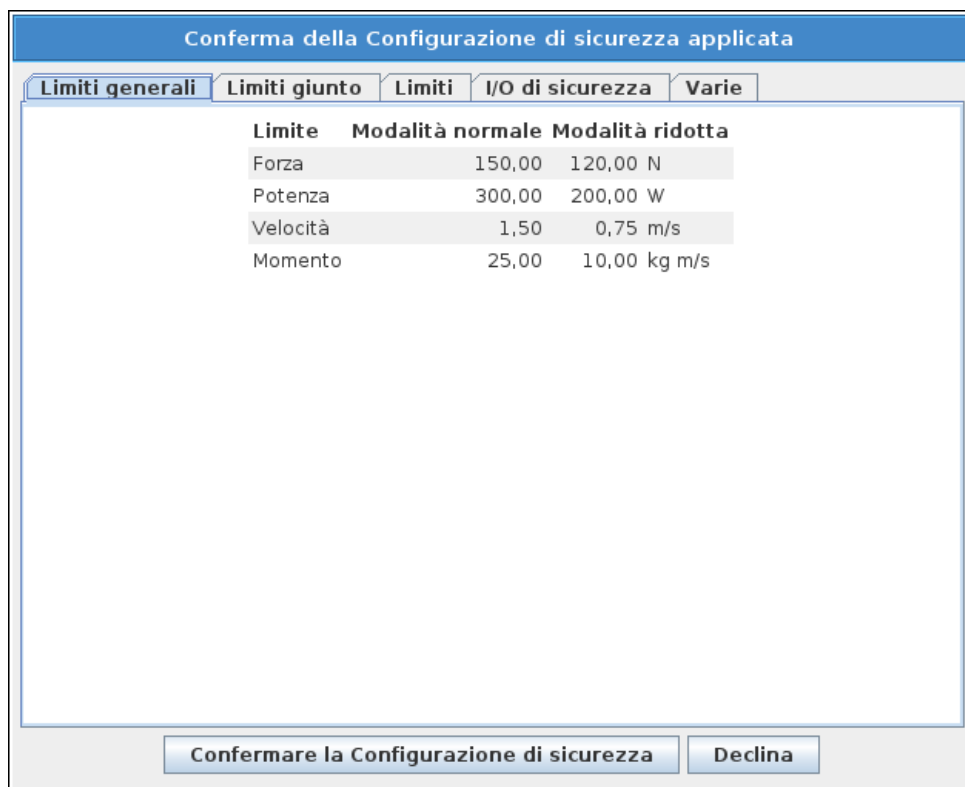 Conferma della Configurazione di sicurezza applicata
Limiti generali Limiti giunto Limiti I/O di sicurezza Varie
Limite Modalità normale Modalità ridotta
Forza 150,00 120,00 N
Potenza 300,00 200,00 W
Velocità 1,50 0,75 m/s
Momento 25,00 10,00 kg m/s
Confermare la Configurazione di sicurezza Declina